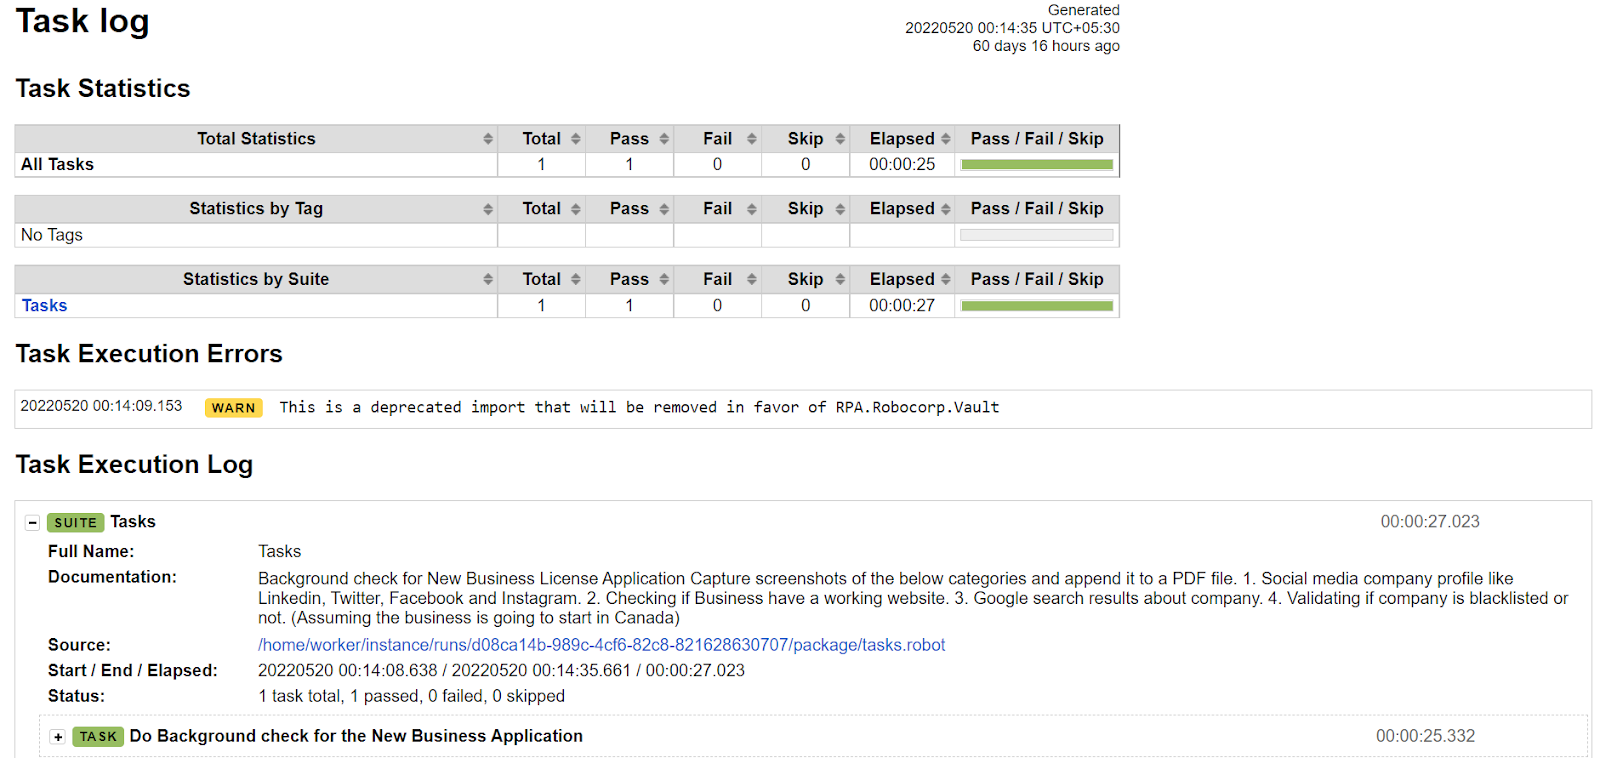 Task log
Generated
20220520 00:14:35 UTC+05:30
60 days 16 hours ago
Task Statistics
Total Statistics Total Pass Fail Skip Elapsed Pass / Fail / Skip
All Tasks 1 1 0 0 00:00:25
Statistics by Tag Total Pass Fail Skip Elapsed Pass / Fail / Skip
No Tags
Statistics by Suite Total Pass Fail Skip Elapsed Pass / Fail / Skip
Tasks 1 1 0 0 00:00:27
Task Execution Errors
20220520 00:14:09.153 WARN This is a deprecated import that will be removed in favor of RPA.Robocorp.Vault
Task Execution Log
- SUITE Tasks 00:00:27.023
Full Name: Tasks
Documentation: Background check for New Business License Application Capture screenshots of the below categories and append it to a PDF file. 1. Social media company profile like
Linkedin, Twitter, Facebook and Instagram. 2. Checking if Business have a working website. 3. Google search results about company. 4. Validating if company is blacklisted or
not. (Assuming the business is going to start in Canada)
Source: /home/worker/instance/runs/d08ca14b-989c-4cf6-82c8-821628630707/package/tasks.robot
Start / End / Elapsed: 20220520 00:14:08.638 / 20220520 00:14:35.661 / 00:00:27.023
Status: 1 task total, 1 passed, 0 failed, 0 skipped
+ TASK Do Background check for the New Business Application 00:00:25.332